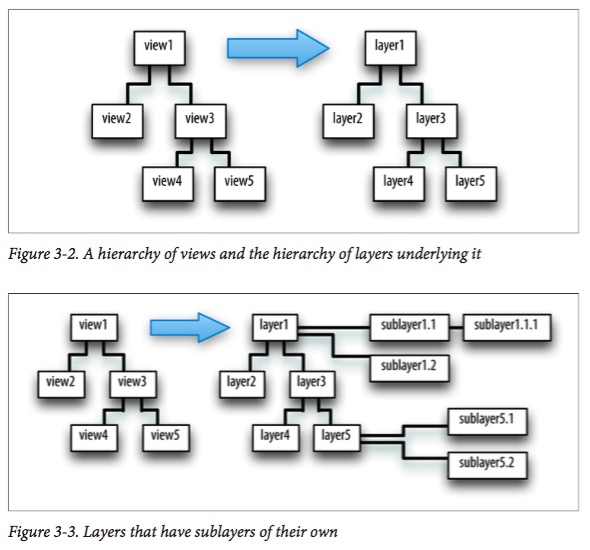 view1
layer1
view2
view3
layer2
layer3
view4
view5
layer4
layer5
Figure 3-2. A hierarchy of views and the hierarchy of layers underlying it
view1
layer1
sublayer1.1
sublayer1.1.1
sublayer1.2
view2
view3
layer2
layer3
view4
view5
layer4
layer5
sublayer5.1
sublayer5.2
Figure 3-3. Layers that have sublayers of their own